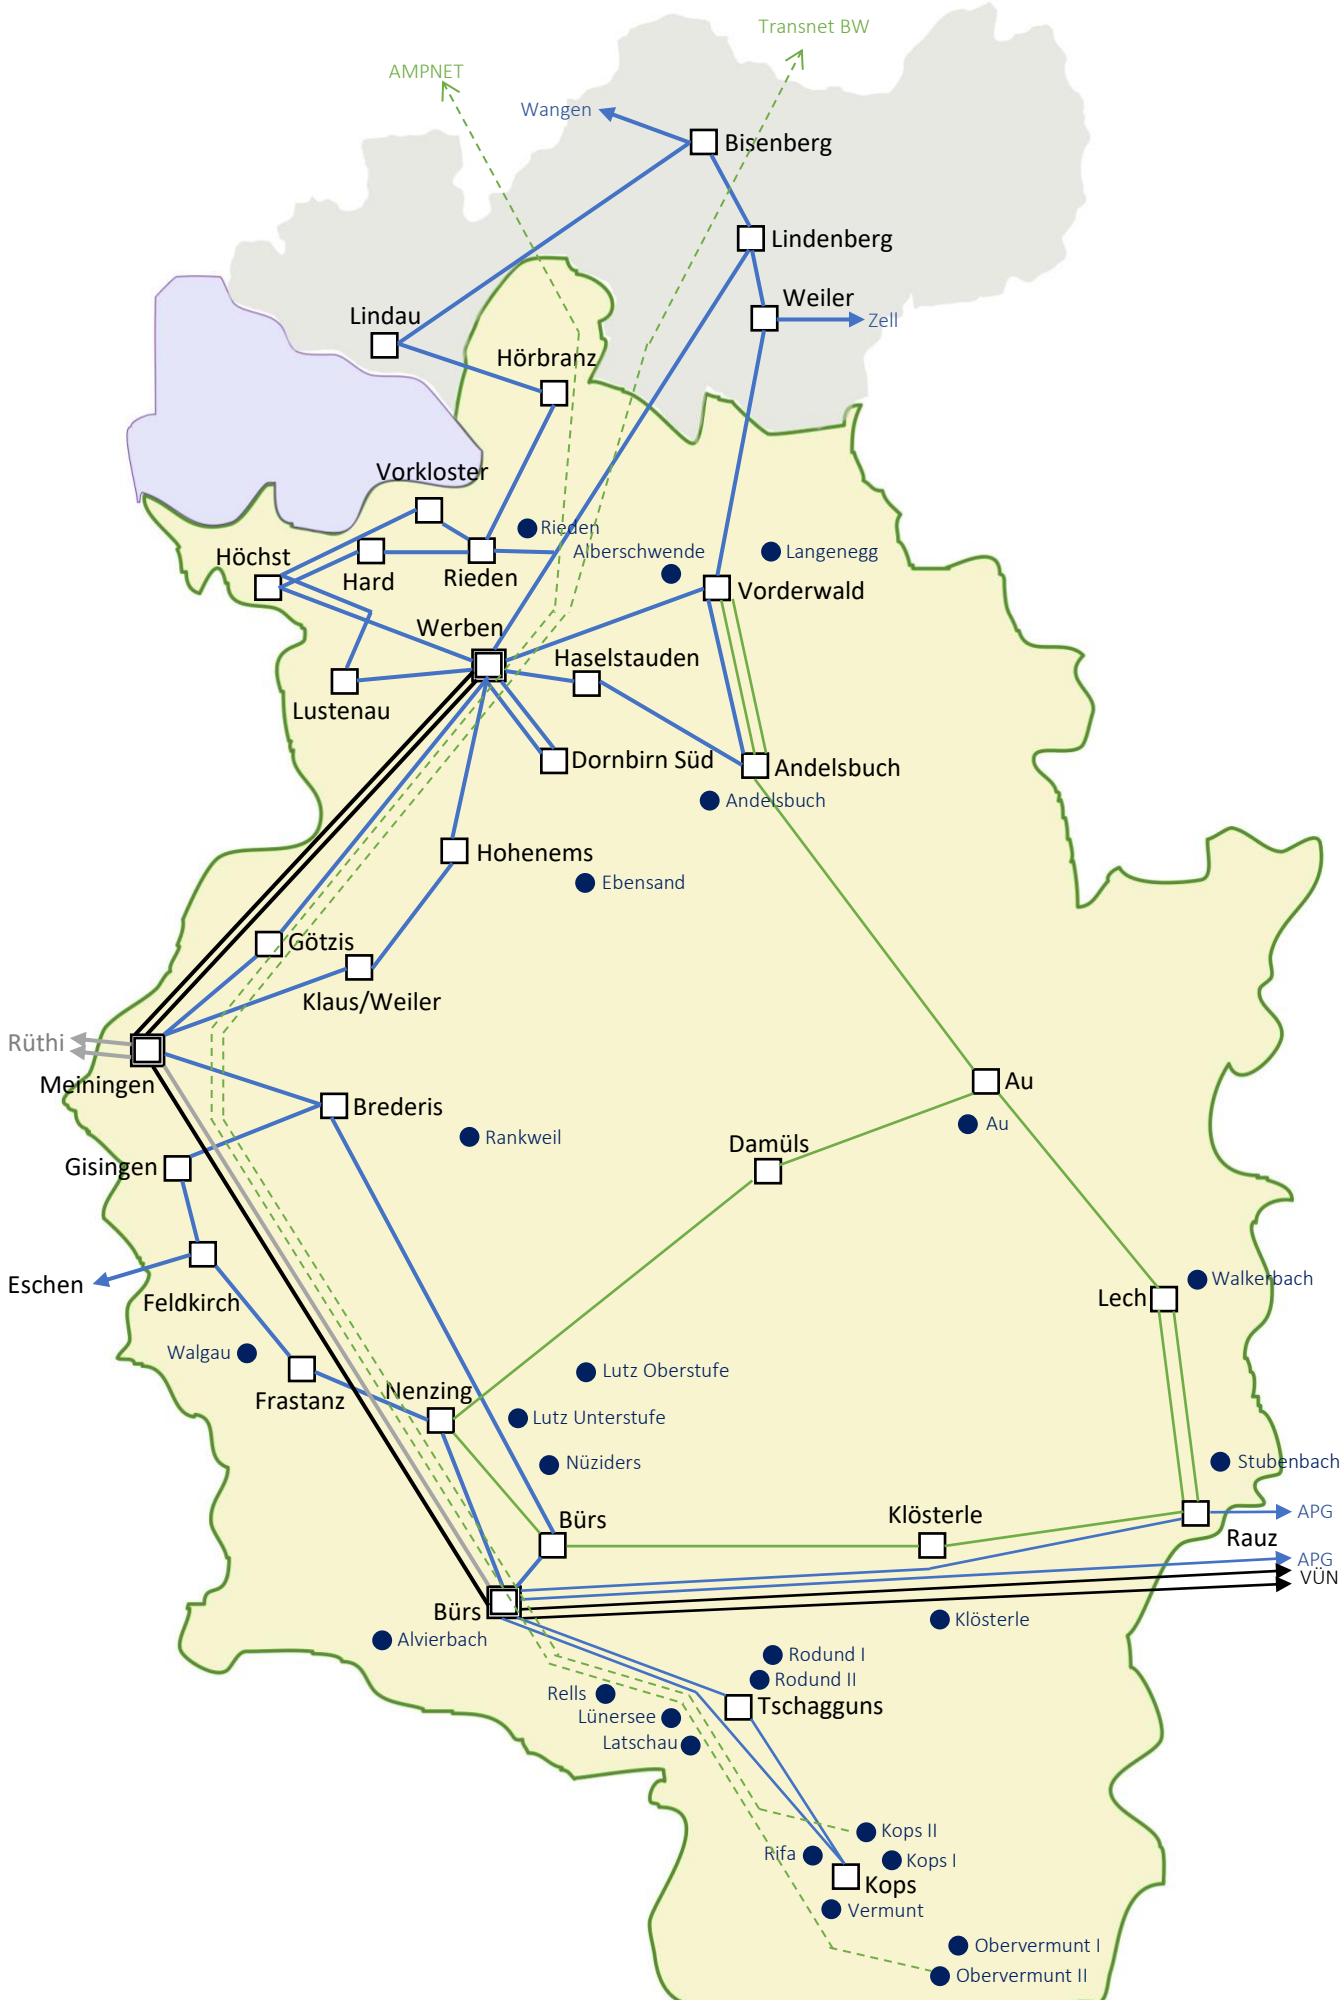 Transnet BW
AMPNET
Wangen
Bisenberg
Lindenberg
Weiler
Zell
Lindau
Hörbranz
Vorkloster
Rieden
Alberschwende
Langenegg
Höchst
Hard
Rieden
Vorderwald
Werben
Haselstauden
Lustenau
Dornbirn Süd
Andelsbuch
Andelsbuch
Hohenems
Ebensand
Götzis
Klaus/Weiler
Rüthi
Meiningen
Au
Brederis
Au
Rankweil
Damüls
Gisingen
Eschen
Feldkirch
Walkerbach
Lech
Walgau
Lutz Oberstufe
Frastanz
Nenzing
Lutz Unterstufe
Nüziders
Stubenbach
Bürs
Klösterle
APG
Rauz
APG
VÜN
Bürs
Klösterle
Alvierbach
Rodund I
Rodund II
Rells
Tschagguns
Lünersee
Latschau
Kops II
Rifa
Kops I
Kops
Vermunt
Obervermunt I
Obervermunt II